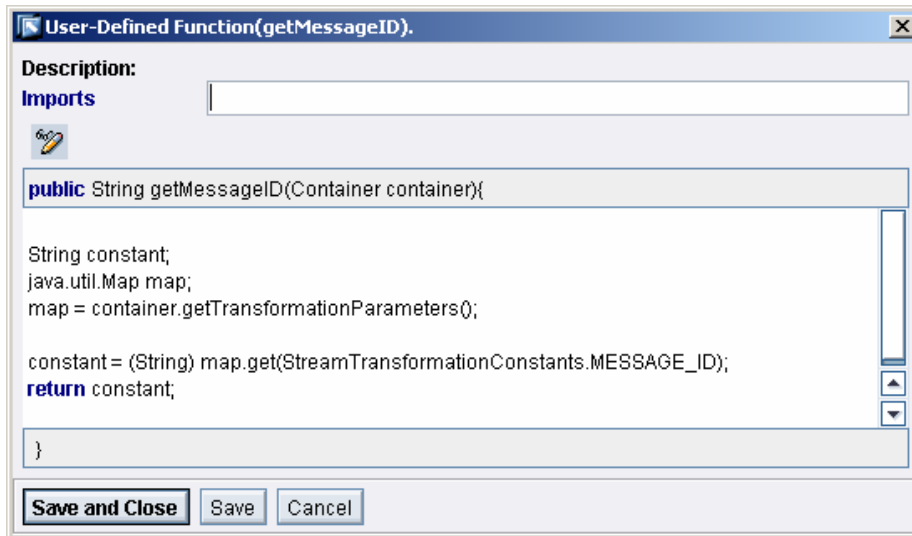 User-Defined Function(getMessageID).
Description:
Imports
public String getMessageID(Container container){
String constant;
java.util.Map map;
map = container.getTransformationParameters();
constant = (String) map.get(StreamTransformationConstants.MESSAGE_ID);
return constant;
}
Save and Close Save Cancel